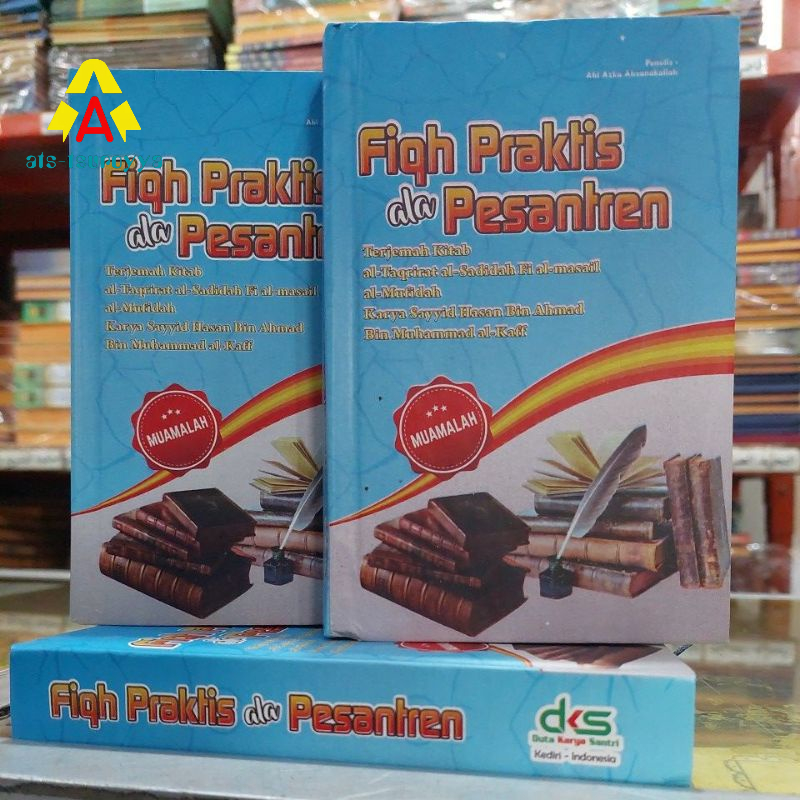 A
Fiqh Praktis
ala Pesant
Terjemah Kitab
al-Taqrirat al-Sadidah Fi al-masail
al-Mufidah
Karya Sayyid Hasan Bin Ahmad
Bin Muhammad al-Kaff
MUAMALAH
Penulis -
Abi Azka Aksanakallah
Fiqh Praktis
ala Pesantren
Terjemah Kitab
al-Taqrirat al-Sadidah Fi al-masail
al-Mufidah
Karya Sayyid Hasan Bin Ahmad
Bin Muhammad al-Kaff
MUAMALAH
Fiqh Praktis ala Pesantren
dks
Duta Karya Santri
Kediri - Indonesia